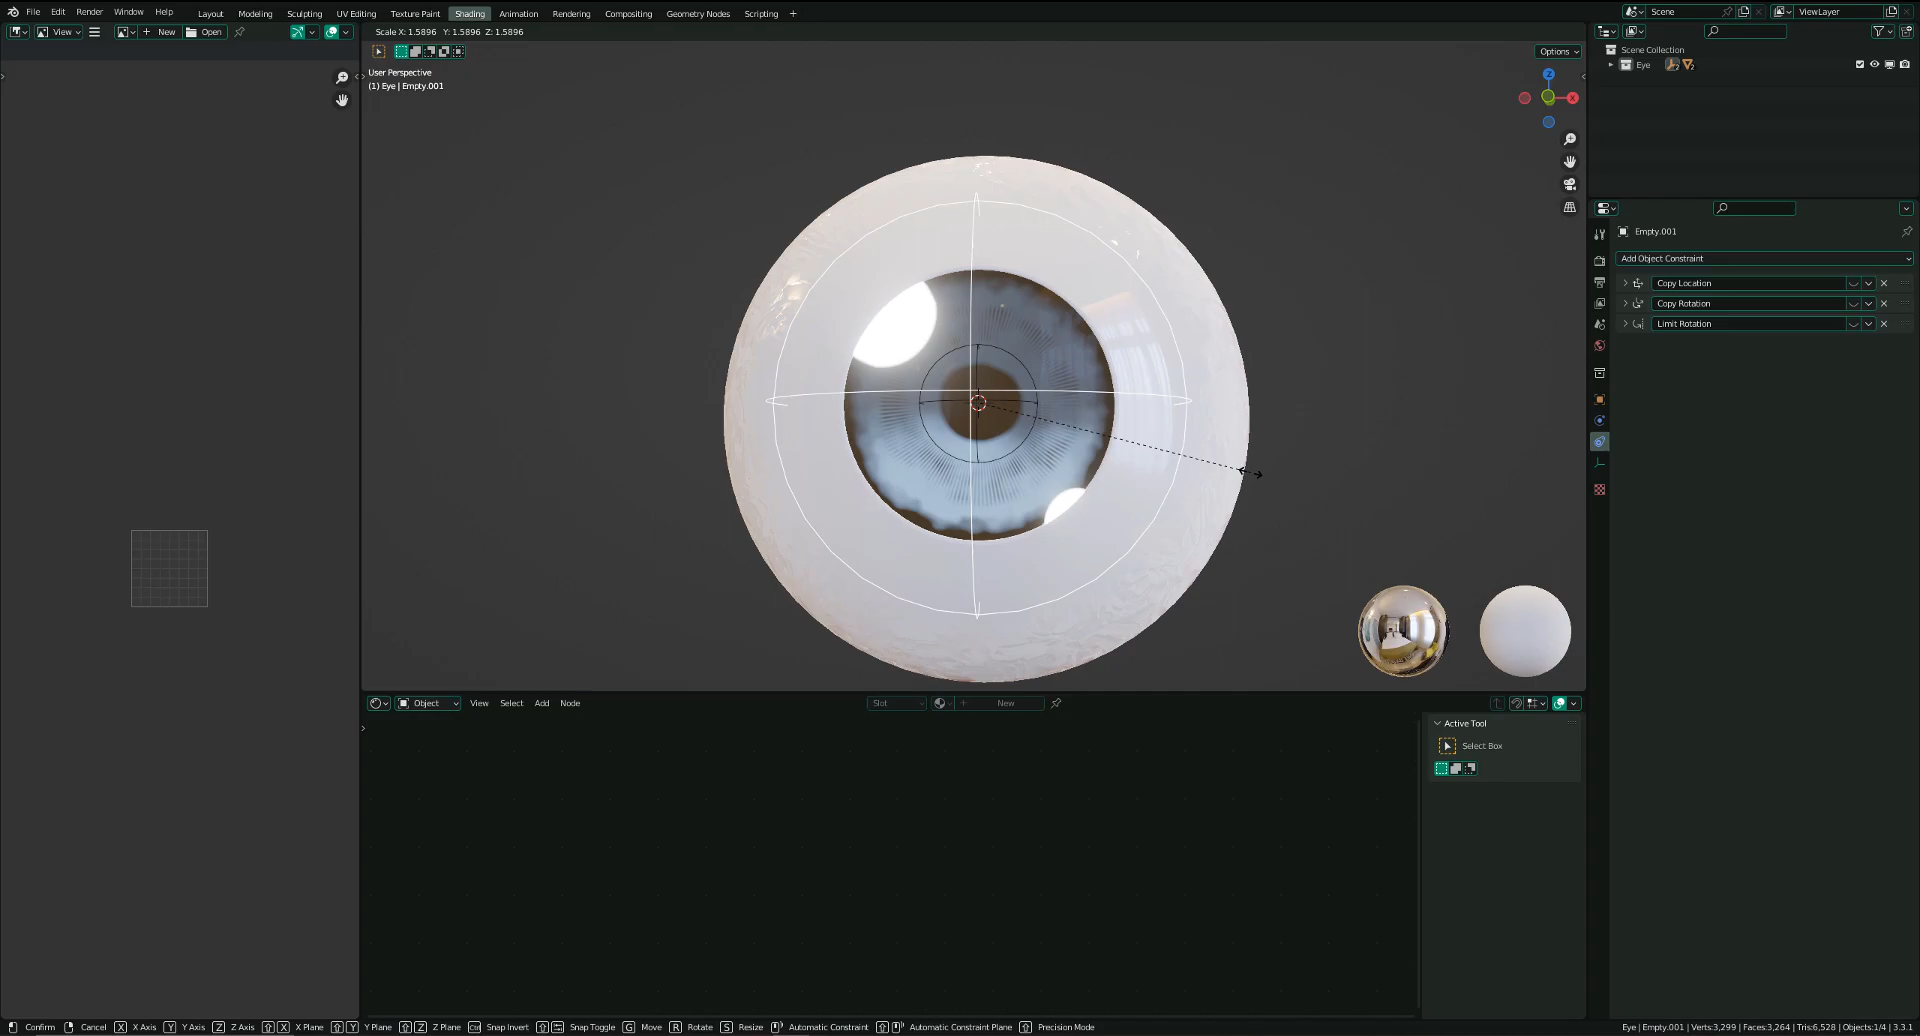 File Edit Render Window Help Layout Modeling Sculpting UV Editing Texture Paint Shading Animation Rendering Compositing Geometry Nodes Scripting + Scene ViewLayer
View New Open
Scale X: 1.5896 Y: 1.5896 Z: 1.5896
Options
User Perspective
(1) Eye | Empty.001
Z
X
Scene Collection
Eye 2 2
Empty.001
Add Object Constraint
Copy Location
Copy Rotation
Limit Rotation
Object View Select Add Node Slot New
Active Tool
Select Box
Confirm Cancel X X Axis Y Y Axis Z Z Axis X X Plane Y Y Plane Z Z Plane Ctrl Snap Invert Snap Toggle G Move R Rotate S Resize Automatic Constraint Automatic Constraint Plane Precision Mode Eye | Empty.001 | Verts:3,299 | Faces:3,264 | Tris:6,528 | Objects:1/4 | 3.3.1